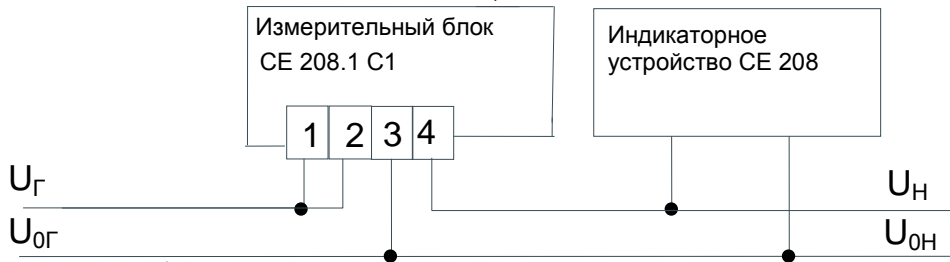 Измерительный блок
СЕ 208.1 С1
Индикаторное
устройство СЕ 208
1 2 3 4
UГ
UН
U0Г
U0Н